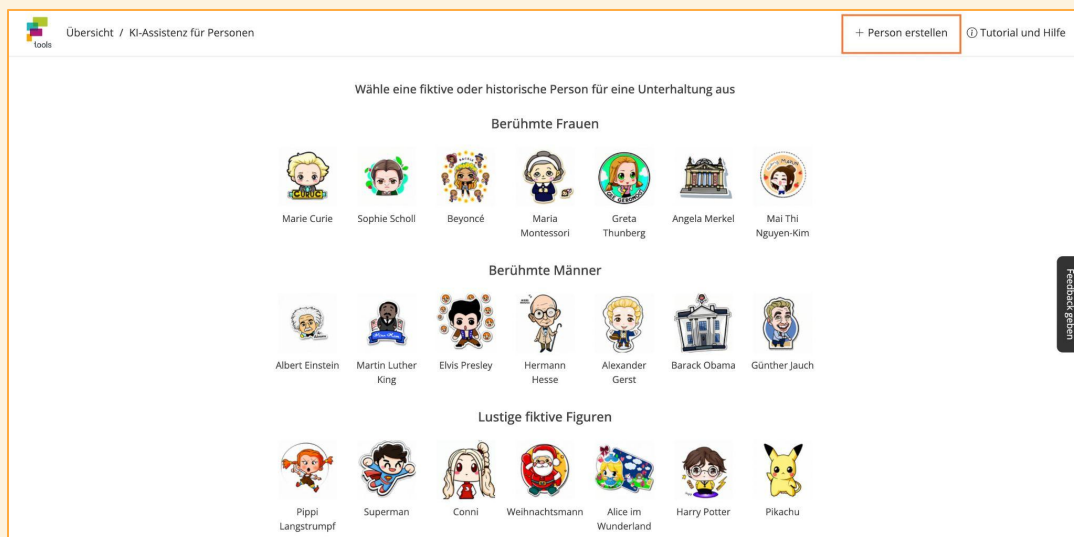 tools
Übersicht / KI-Assistenz für Personen
+ Person erstellen
Tutorial und Hilfe
Wähle eine fiktive oder historische Person für eine Unterhaltung aus
Berühmte Frauen
Marie Curie
Sophie Scholl
Beyoncé
Maria
Montessori
Greta
Thunberg
Angela Merkel
Mai Thi
Nguyen-Kim
Feedback geben
Berühmte Männer
Albert Einstein
Martin Luther
King
Elvis Presley
Hermann
Hesse
Alexander
Gerst
Barack Obama
Günther Jauch
Lustige fiktive Figuren
Pippi
Langstrumpf
Superman
Conni
Weihnachtsmann
Alice im
Wunderland
Harry Potter
Pikachu